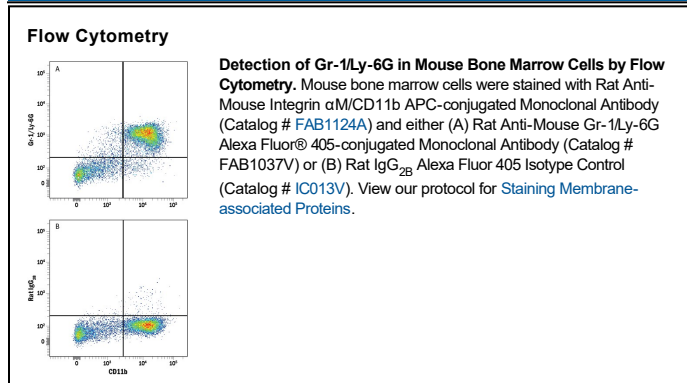 Flow Cytometry
Detection of Gr-1/Ly-6G in Mouse Bone Marrow Cells by Flow
Cytometry. Mouse bone marrow cells were stained with Rat Anti-
Mouse Integrin αM/CD11b APC-conjugated Monoclonal Antibody
(Catalog # FAB1124A) and either (A) Rat Anti-Mouse Gr-1/Ly-6G
Alexa Fluor® 405-conjugated Monoclonal Antibody (Catalog #
FAB1037V) or (B) Rat IgG2B Alexa Fluor 405 Isotype Control
(Catalog # IC013V). View our protocol for Staining Membrane-
associated Proteins.
A
Gr-1/Ly-6G
B
Rat IgG2B
CD11b